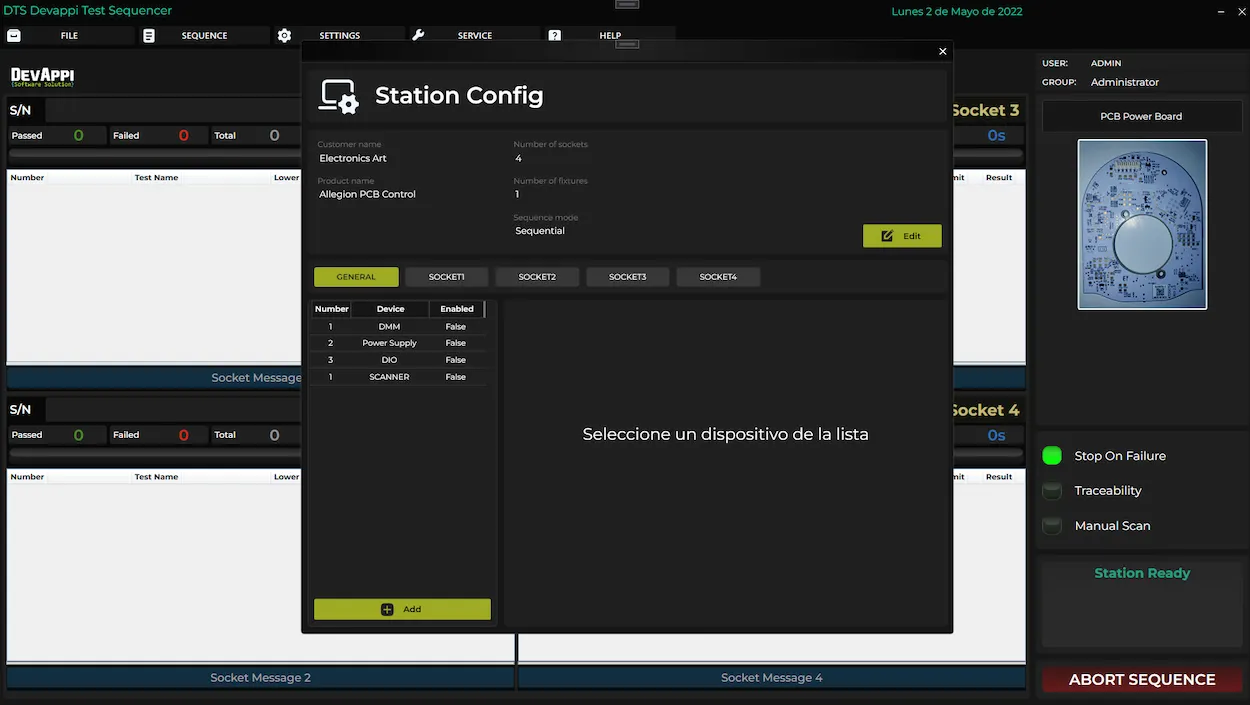 DTS Devappi Test Sequencer
Lunes 2 de Mayo de 2022
FILE
SEQUENCE
SETTINGS
SERVICE
HELP
DEVAPPI
{Software Solution}
USER: ADMIN
GROUP: Administrator
PCB Power Board
S/N
Passed 0 Failed 0 Total 0
Number Test Name Lower
Socket Message
Socket 3
0s
Result
Station Config
Customer name
Electronics Art
Product name
Allegion PCB Control
Number of sockets
4
Number of fixtures
1
Sequence mode
Sequential
Edit
GENERAL SOCKET1 SOCKET2 SOCKET3 SOCKET4
Number Device Enabled
1 DMM False
2 Power Supply False
3 DIO False
1 SCANNER False
Add
Seleccione un dispositivo de la lista
S/N
Passed 0 Failed 0 Total 0
Number Test Name Lower
Socket Message 2
Socket 4
0s
Result
Socket Message 4
Stop On Failure
Traceability
Manual Scan
Station Ready
ABORT SEQUENCE